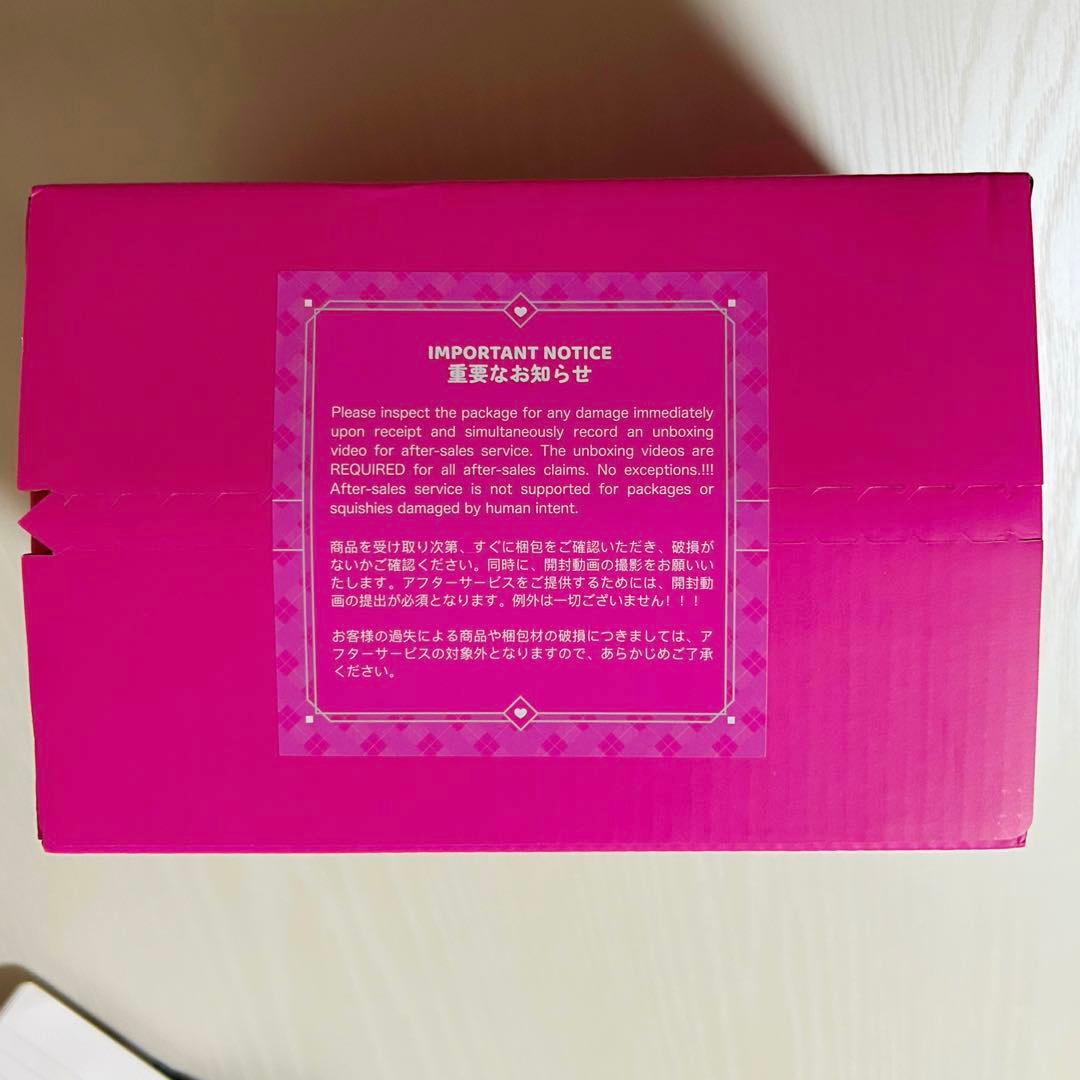 IMPORTANT NOTICE
重要なお知らせ
Please inspect the package for any damage immediately
upon receipt and simultaneously record an unboxing
video for after-sales service. The unboxing videos are
REQUIRED for all after-sales claims. No exceptions.!!!
After-sales service is not supported for packages or
squishies damaged by human intent.
商品を受け取り次第、すぐに梱包をご確認いただき、破損が
ないかご確認ください。同時に、開封動画の撮影をお願いい
たします。アフターサービスをご提供するためには、開封動
画の提出が必須となります。例外は一切ございません！！！
お客様の過失による商品や梱包材の破損につきましては、ア
フターサービスの対象外となりますので、あらかじめご了承
ください。